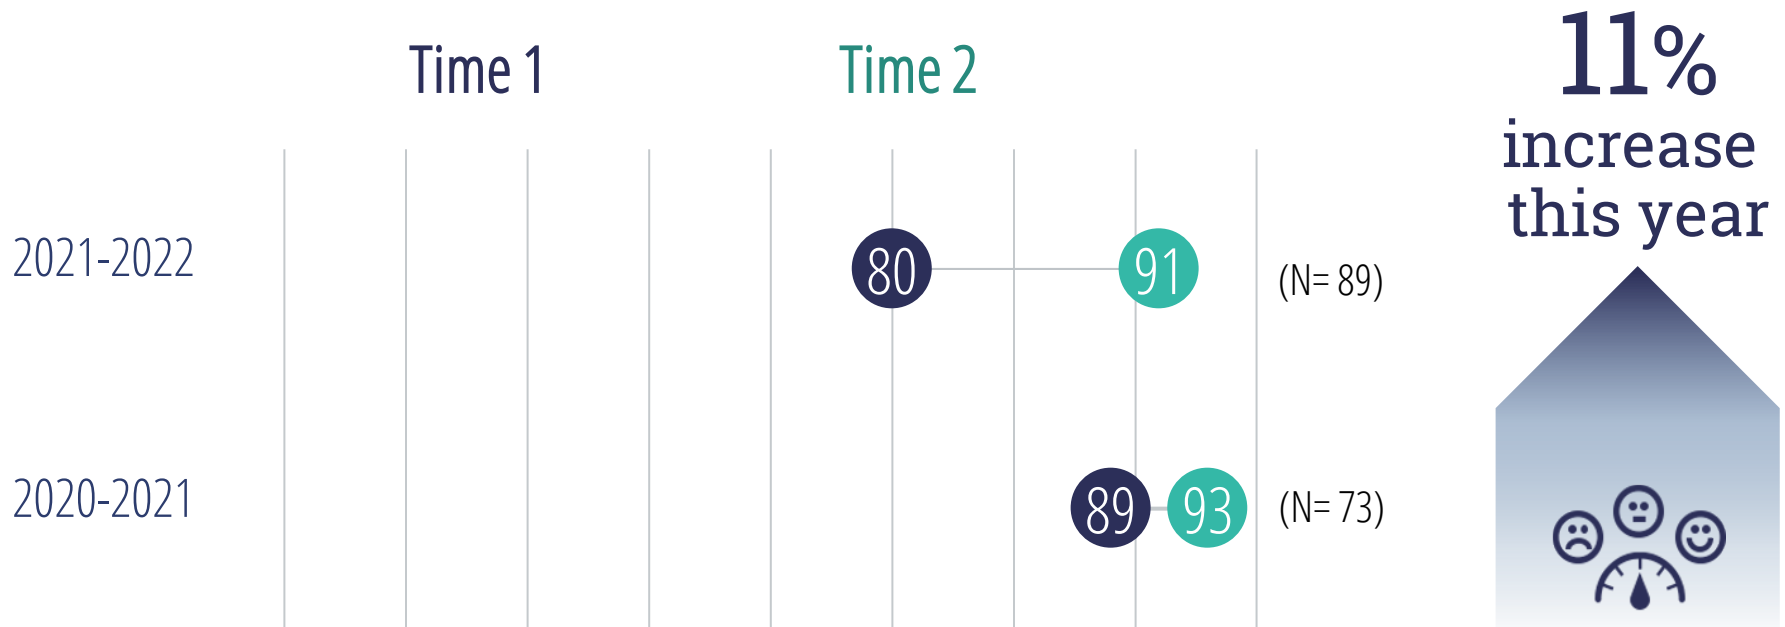 Time 1
Time 2
2021-2022
80
91
(N= 89)
2020-2021
89
93
(N= 73)
11%
increase
this year